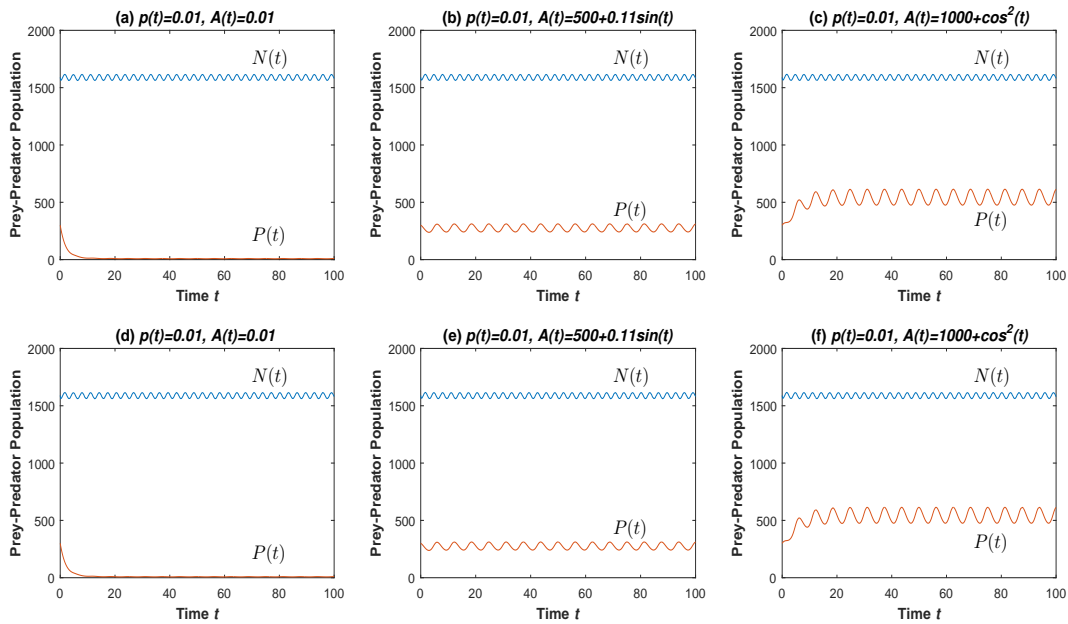 (a) p(t)=0.01, A(t)=0.01
2000
1500
1000
500
0
N(t)
P(t)
Prey-Predator Population
0 20 40 60 80 100
Time t
(b) p(t)=0.01, A(t)=500+0.11sin(t)
2000
1500
1000
500
0
N(t)
P(t)
Prey-Predator Population
0 20 40 60 80 100
Time t
(c) p(t)=0.01, A(t)=1000+cos²(t)
2000
1500
1000
500
0
N(t)
P(t)
Prey-Predator Population
0 20 40 60 80 100
Time t
(d) p(t)=0.01, A(t)=0.01
2000
1500
1000
500
0
N(t)
P(t)
Prey-Predator Population
0 20 40 60 80 100
Time t
(e) p(t)=0.01, A(t)=500+0.11sin(t)
2000
1500
1000
500
0
N(t)
P(t)
Prey-Predator Population
0 20 40 60 80 100
Time t
(f) p(t)=0.01, A(t)=1000+cos²(t)
2000
1500
1000
500
0
N(t)
P(t)
Prey-Predator Population
0 20 40 60 80 100
Time t